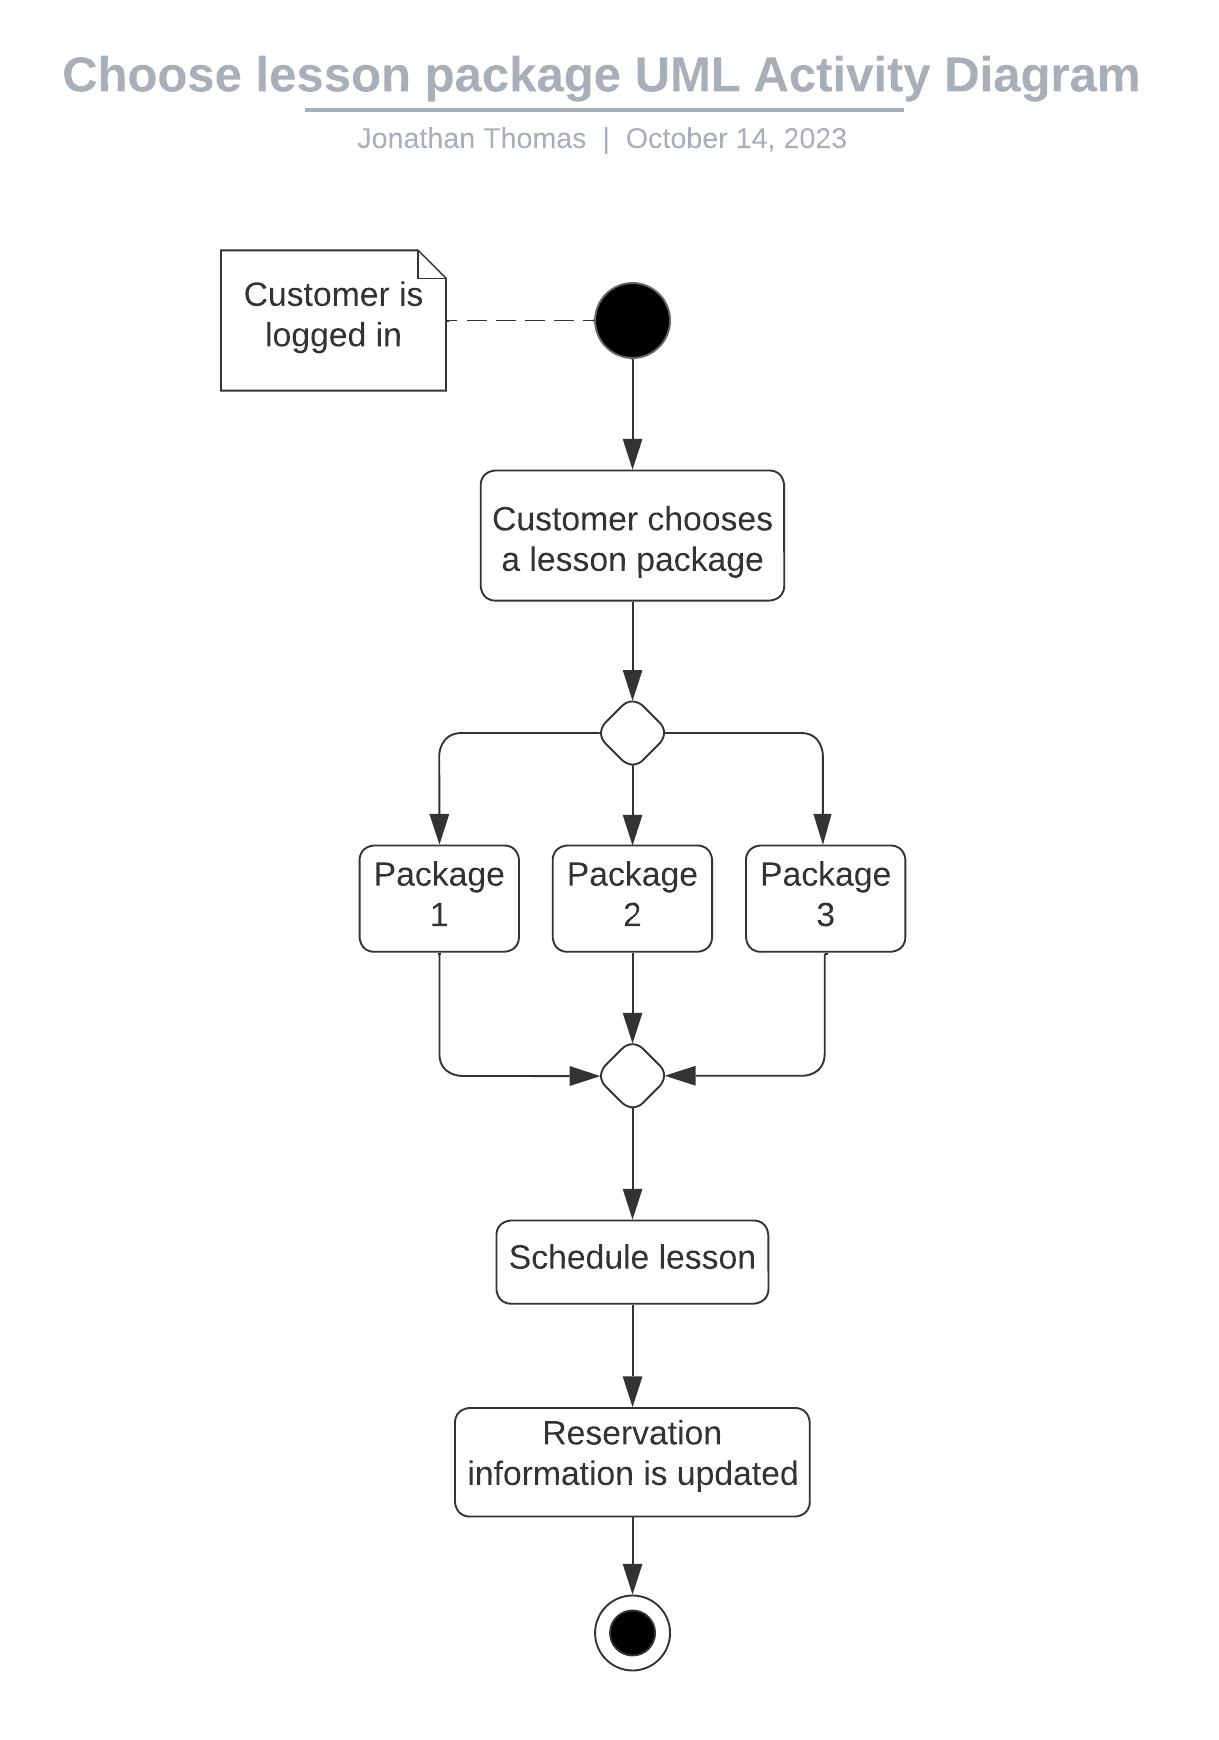 Choose lesson package UML Activity Diagram
Jonathan Thomas | October 14, 2023
Customer is
logged in
Customer chooses
a lesson package
Package
1
Package
2
Package
3
Schedule lesson
Reservation
information is updated